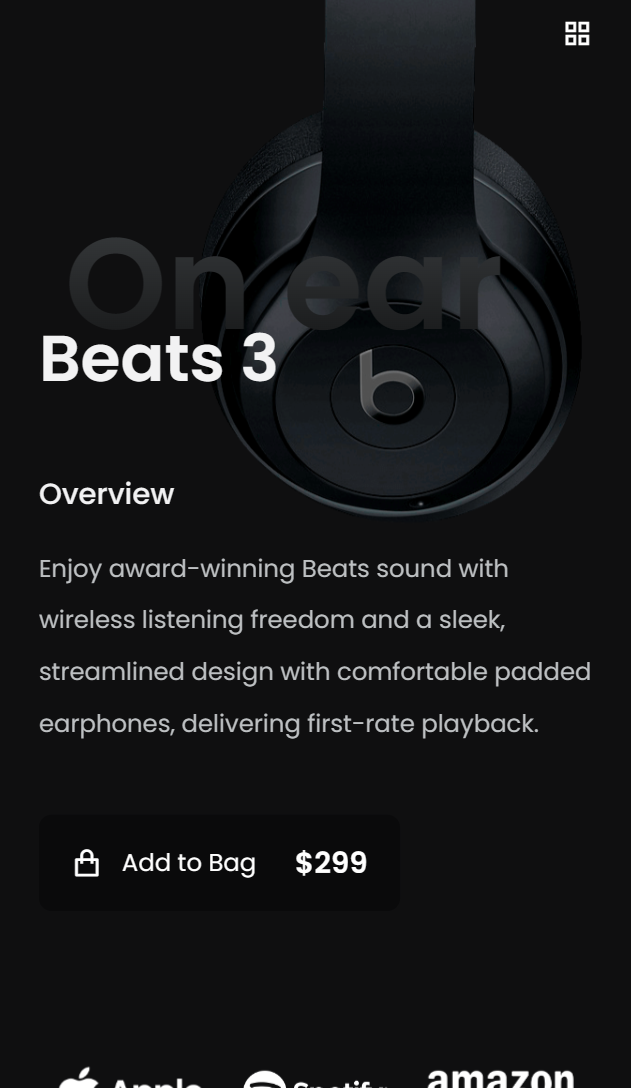 On ear
Beats 3
Overview
Enjoy award-winning Beats sound with
wireless listening freedom and a sleek,
streamlined design with comfortable padded
earphones, delivering first-rate playback.
Add to Bag $299
Apple Spotify amazon